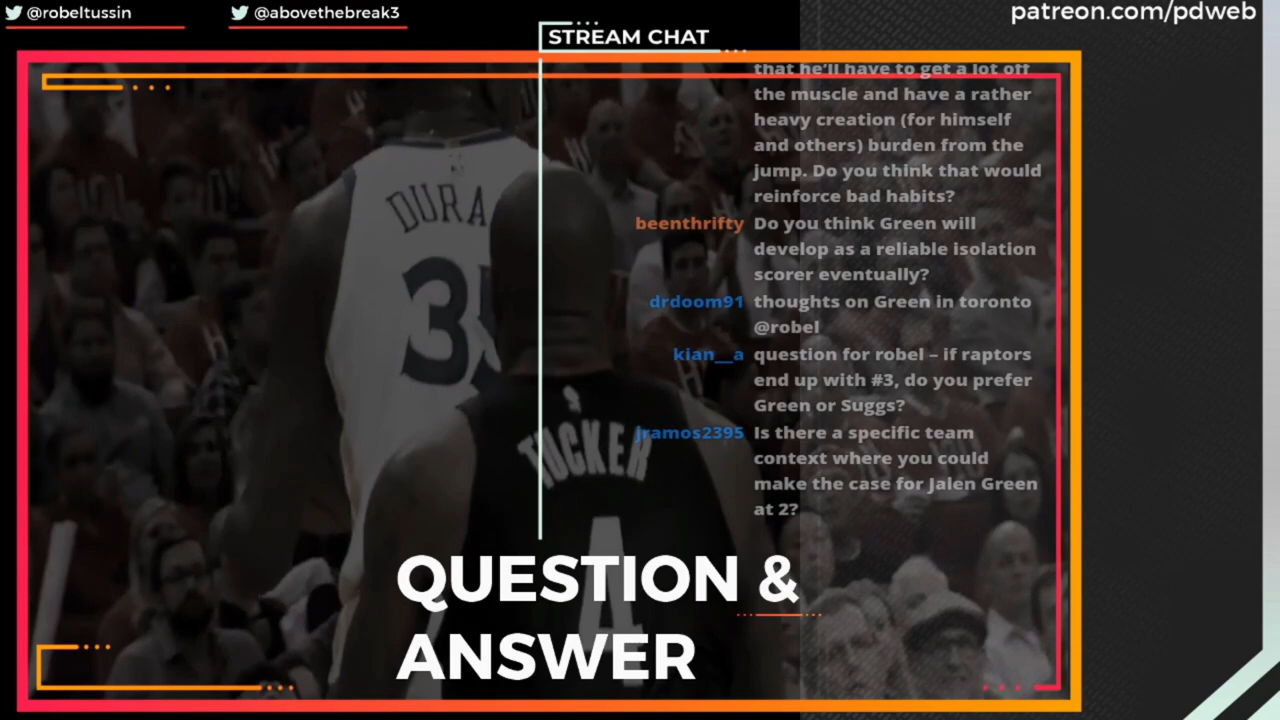 @robeltussin
@abovethebreak3
patreon.com/pdweb
STREAM CHAT
that he'll have to get a lot off
the muscle and have a rather
heavy creation (for himself
and others) burden from the
jump. Do you think that would
reinforce bad habits?
beenthrifty Do you think Green will
develop as a reliable isolation
scorer eventually?
drdoom91 thoughts on Green in toronto
@robel
kian__a question for robel – if raptors
end up with #3, do you prefer
Green or Suggs?
jramos2395 Is there a specific team
context where you could
make the case for Jalen Green
at 2?
DURA
35
TUCKER
4
QUESTION &
ANSWER